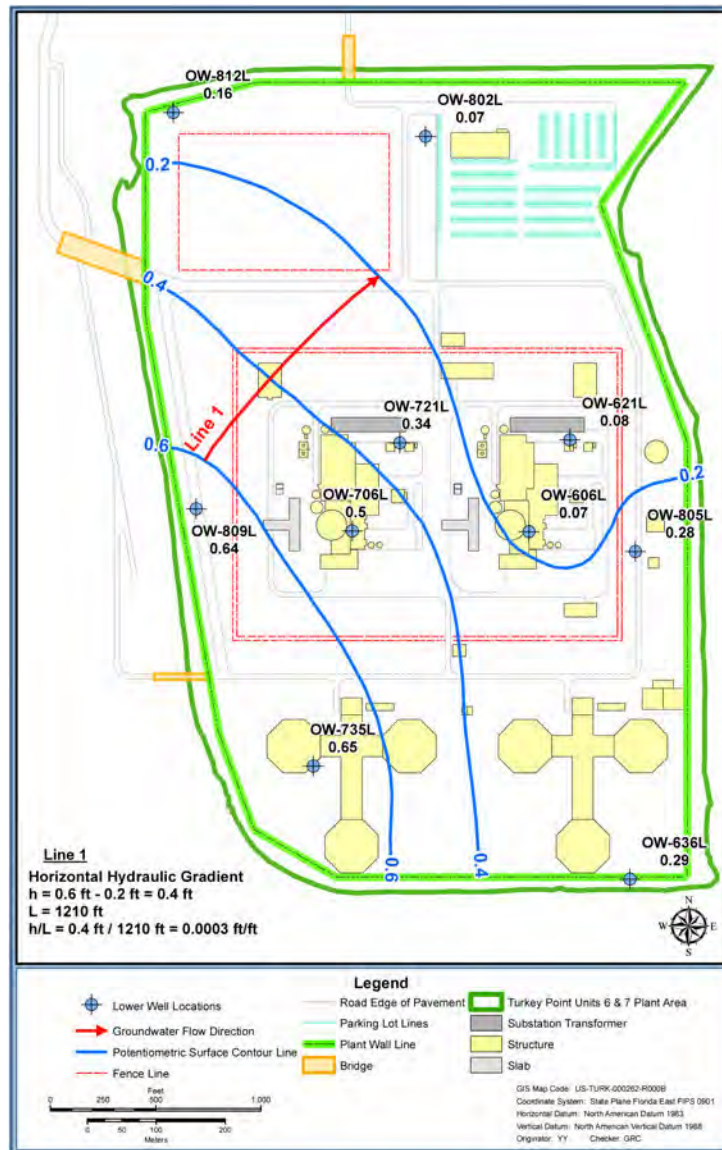 OW-812L
0.16
OW-802L
0.07
0.2
0.4
Line 1
OW-721L
0.34
OW-621L
0.08
0.6
0.2
OW-706L
0.5
OW-606L
0.07
OW-805L
0.28
OW-809L
0.64
OW-735L
0.65
OW-636L
0.29
0.6
0.4
Line 1
Horizontal Hydraulic Gradient
h = 0.6 ft - 0.2 ft = 0.4 ft
L = 1210 ft
h/L = 0.4 ft / 1210 ft = 0.0003 ft/ft
N
W E
S
Legend
Lower Well Locations
Groundwater Flow Direction
Potentiometric Surface Contour Line
Fence Line
Road Edge of Pavement
Parking Lot Lines
Plant Wall Line
Bridge
Turkey Point Units 6 & 7 Plant Area
Substation Transformer
Structure
Slab
Feet
0 250 500 1,000
0 50 100 200
Meters
GIS Map Code: US-TURK-000262-R000B
Coordinate System: State Plane Florida East FIPS 0901
Horizontal Datum: North American Datum 1983
Vertical Datum: North American Vertical Datum 1988
Originator: YY Checker: GRC